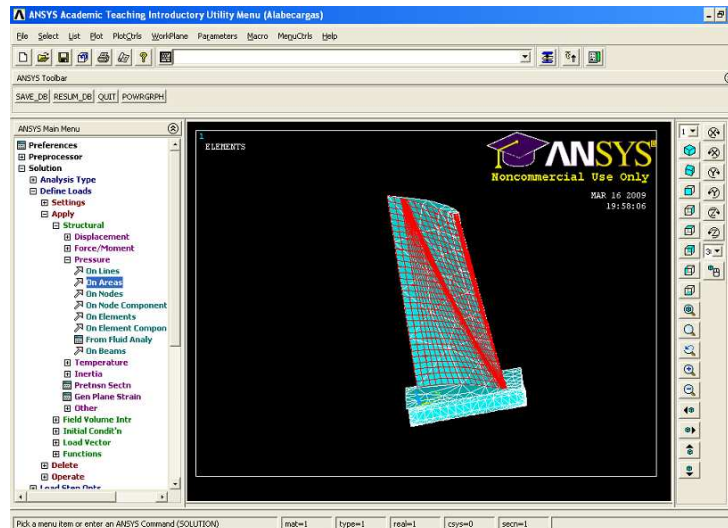 ANSYS Academic Teaching Introductory Utility Menu (Alabecargas)
File Select List Plot PlotCtrls WorkPlane Parameters Macro MenuCtrls Help
ANSYS Toolbar
SAVE_DB RESUM_DB QUIT POWRGRPH
ANSYS Main Menu
Preferences
Preprocessor
Solution
Analysis Type
Define Loads
Settings
Apply
Structural
Displacement
Force/Moment
Pressure
On Lines
On Areas
On Nodes
On Node Component
On Elements
On Element Compon
From Fluid Analy
On Beams
Temperature
Inertia
Pretnsn Sectn
Gen Plane Strain
Other
Field Volume Intr
Initial Condit'n
Load Vector
Functions
Delete
Operate
Load Step Opts
1
ELEMENTS
ANSYS®
Noncommercial Use Only
MAR 16 2009
19:58:06
1
Pick a menu item or enter an ANSYS Command (SOLUTION) mat=1 type=1 real=1 csys=0 secn=1